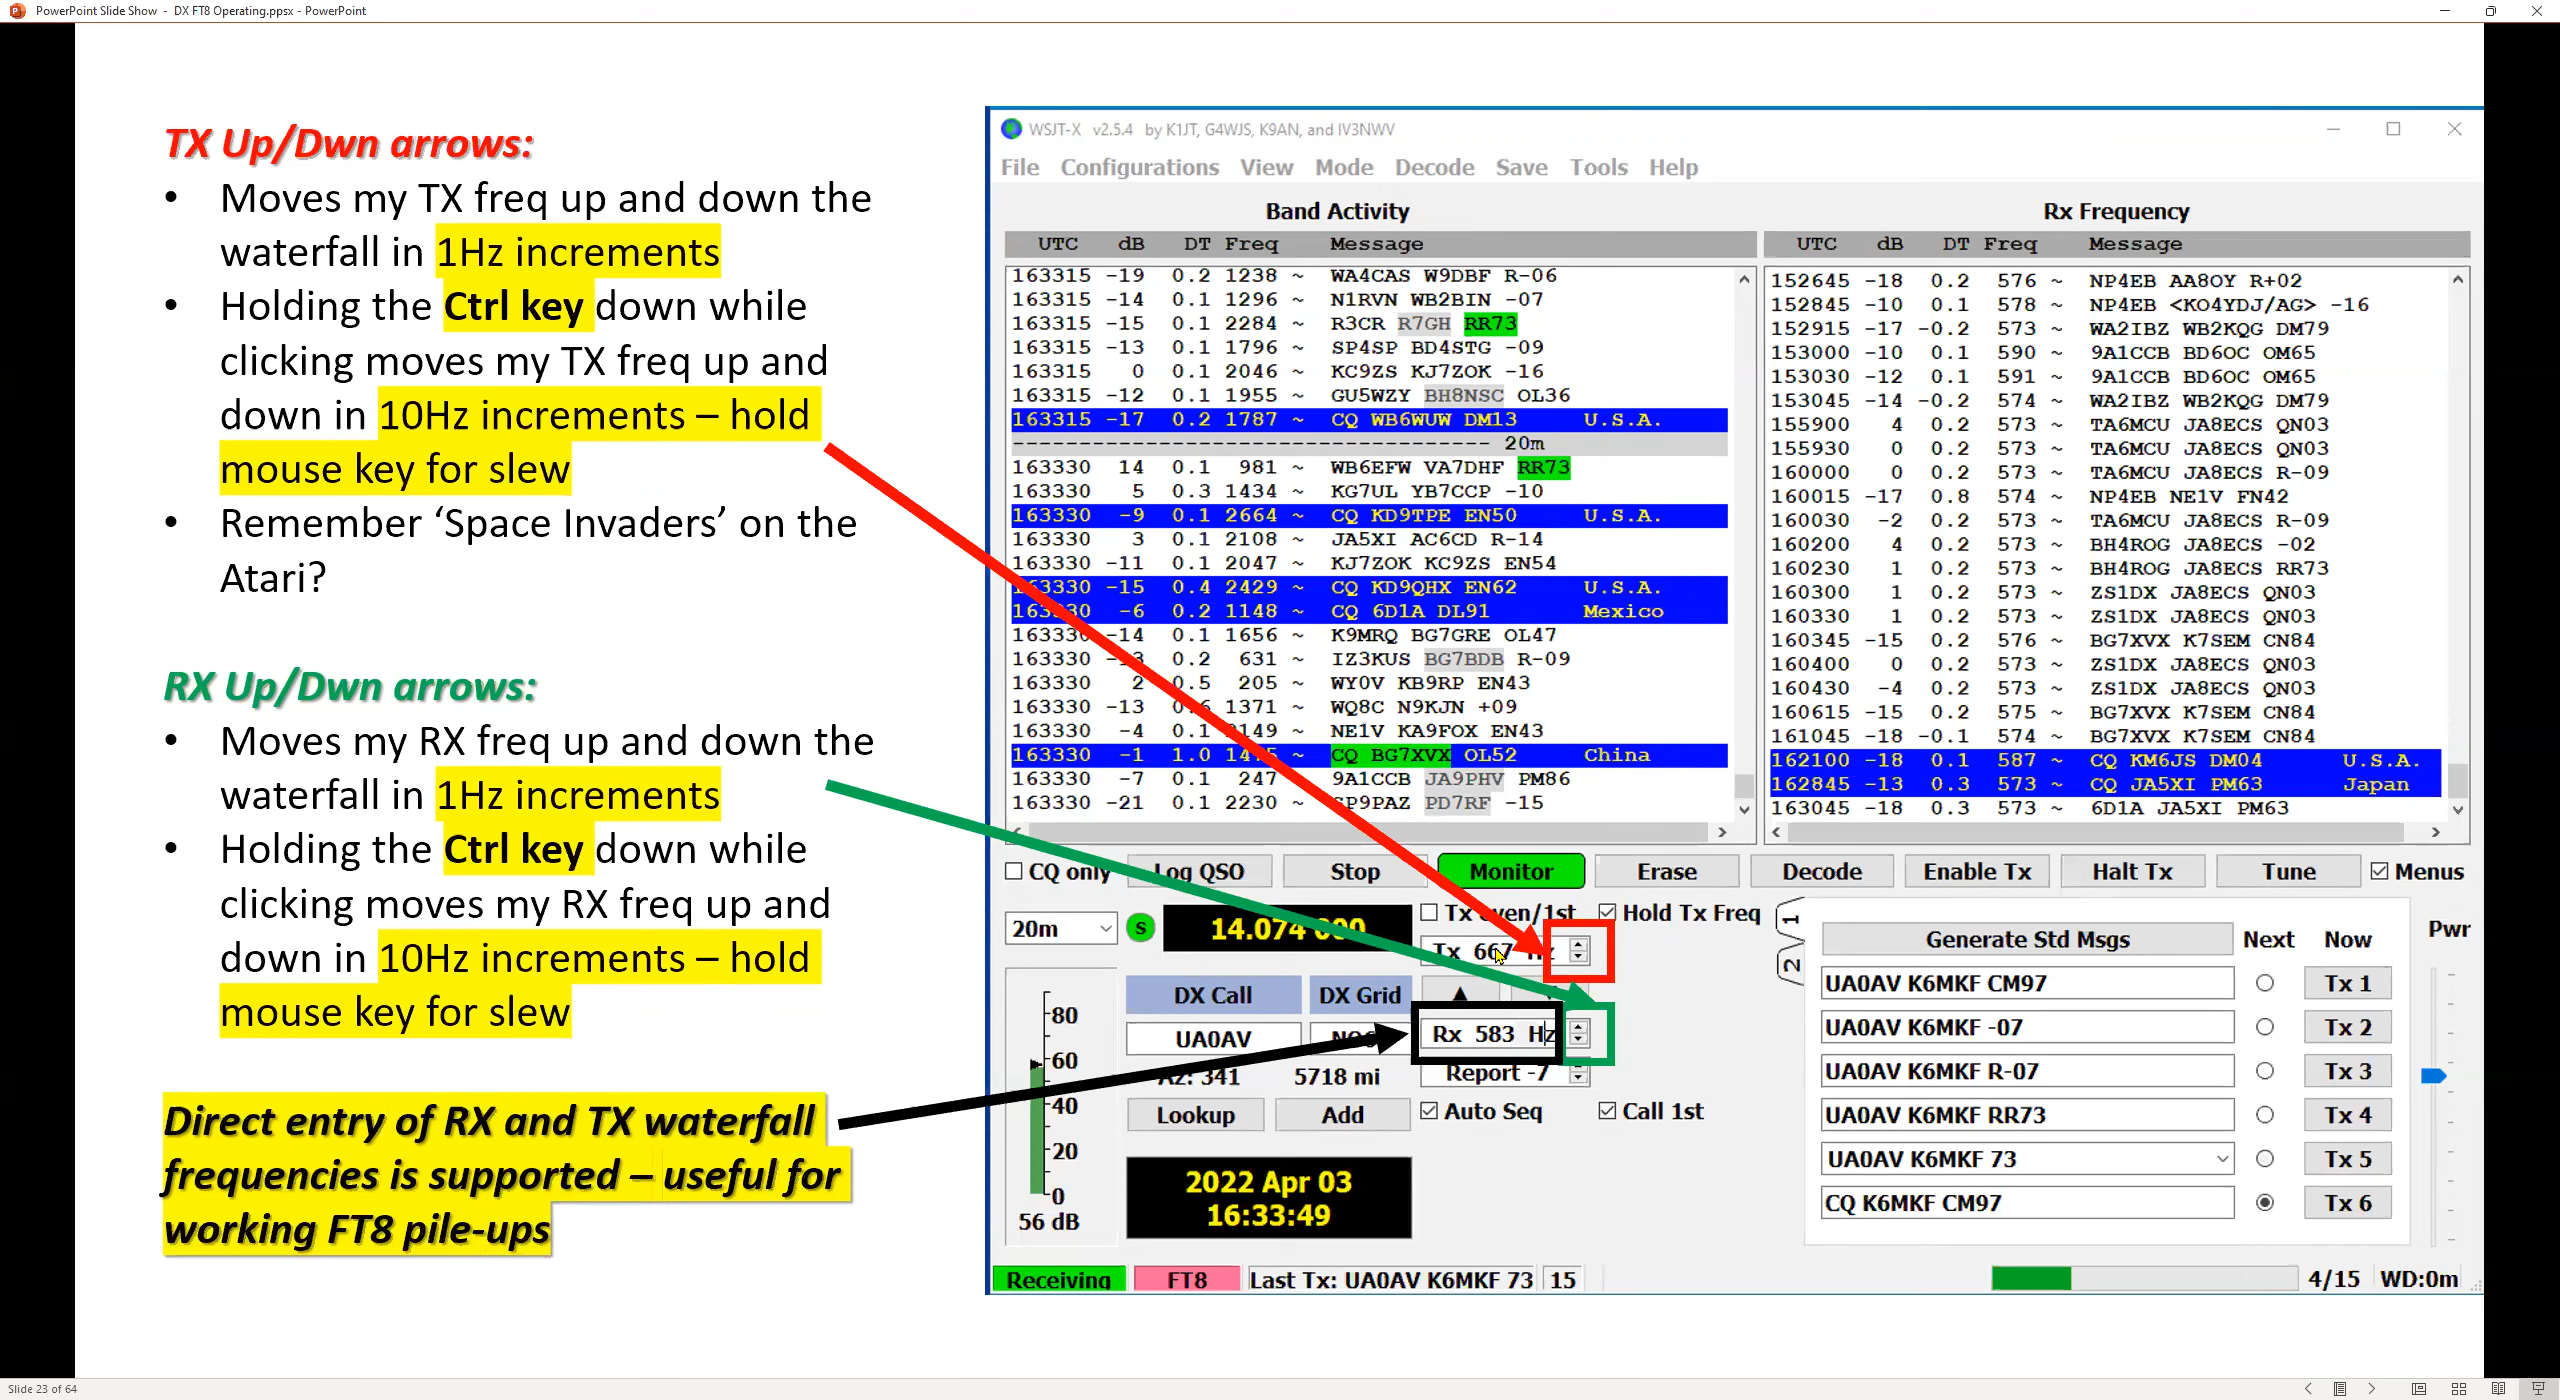 PowerPoint Slide Show - DX FT8 Operating.ppsx - PowerPoint
TX Up/Dwn arrows:
• Moves my TX freq up and down the
waterfall in 1Hz increments
• Holding the Ctrl key down while
clicking moves my TX freq up and
down in 10Hz increments – hold
mouse key for slew
• Remember ‘Space Invaders’ on the
Atari?
RX Up/Dwn arrows:
• Moves my RX freq up and down the
waterfall in 1Hz increments
• Holding the Ctrl key down while
clicking moves my RX freq up and
down in 10Hz increments – hold
mouse key for slew
Direct entry of RX and TX waterfall
frequencies is supported – useful for
working FT8 pile-ups
WSJT-X v2.5.4 by K1JT, G4WJS, K9AN, and IV3NWV
File Configurations View Mode Decode Save Tools Help
Band Activity
UTC dB DT Freq Message
163315 -19 0.2 1238 ~ WA4CAS W9DBF R-06
163315 -14 0.1 1296 ~ N1RVN WB2BIN -07
163315 -15 0.1 2284 ~ R3CR R7GH RR73
163315 -13 0.1 1796 ~ SP4SP BD4STG -09
163315 0 0.1 2046 ~ KC9ZS KJ7ZOK -16
163315 -12 0.1 1955 ~ GU5WZY BH8NSC OL36
163315 -17 0.2 1787 ~ CQ WB6WUW DM13 U.S.A.
------------------------------------ 20m
163330 14 0.1 981 ~ WB6EFW VA7DHF RR73
163330 5 0.3 1434 ~ KG7UL YB7CCP -10
163330 -9 0.1 2664 ~ CQ KD9TPE EN50 U.S.A.
163330 3 0.1 2108 ~ JA5XI AC6CD R-14
163330 -11 0.1 2047 ~ KJ7ZOK KC9ZS EN54
-15 0.4 2429 ~ CQ KD9QHX EN62 U.S.A.
-6 0.2 1148 ~ CQ 6D1A DL91 Mexico
163330 -14 0.1 1656 ~ K9MRQ BG7GRE OL47
163330 0.2 631 ~ IZ3KUS BG7BDB R-09
163330 2 0.5 205 ~ WY0V KB9RP EN43
163330 -13 1371 ~ WQ8C N9KJN +09
163330 -4 0.1 ~ NE1V KA9FOX EN43
163330 -1 1.0 ~ CQ BG7XVX OL52 China
163330 -7 0.1 247 ~ 9A1CCB JA9PHV PM86
163330 -21 0.1 2230 ~ SP9PAZ PD7RF -15
Rx Frequency
UTC dB DT Freq Message
152645 -18 0.2 576 ~ NP4EB AA8OY R+02
152845 -10 0.1 578 ~ NP4EB <KO4YDJ/AG> -16
152915 -17 -0.2 573 ~ WA2IBZ WB2KQG DM79
153000 -10 0.1 590 ~ 9A1CCB BD6OC OM65
153030 -12 0.1 591 ~ 9A1CCB BD6OC OM65
153045 -14 -0.2 574 ~ WA2IBZ WB2KQG DM79
155900 4 0.2 573 ~ TA6MCU JA8ECS QN03
155930 0 0.2 573 ~ TA6MCU JA8ECS QN03
160000 0 0.2 573 ~ TA6MCU JA8ECS R-09
160015 -17 0.8 574 ~ NP4EB NE1V FN42
160030 -2 0.2 573 ~ TA6MCU JA8ECS R-09
160200 4 0.2 573 ~ BH4ROG JA8ECS -02
160230 1 0.2 573 ~ BH4ROG JA8ECS RR73
160300 1 0.2 573 ~ ZS1DX JA8ECS QN03
160330 1 0.2 573 ~ ZS1DX JA8ECS QN03
160345 -15 0.2 576 ~ BG7XVX K7SEM CN84
160400 0 0.2 573 ~ ZS1DX JA8ECS QN03
160430 -4 0.2 573 ~ ZS1DX JA8ECS QN03
160615 -15 0.2 575 ~ BG7XVX K7SEM CN84
161045 -18 -0.1 574 ~ BG7XVX K7SEM CN84
162100 -18 0.1 587 ~ CQ KM6JS DM04 U.S.A.
162845 -13 0.3 573 ~ CQ JA5XI PM63 Japan
163045 -18 0.3 573 ~ 6D1A JA5XI PM63
CQ only Log QSO Stop Monitor Erase Decode Enable Tx Halt Tx Tune Menus
20m S 14.074 000 Tx even/1st Hold Tx Freq
Tx 667 Hz
DX Call DX Grid
UA0AV
Rx 583 Hz
Az: 341 5718 mi Report -7
Lookup Add Auto Seq Call 1st
2022 Apr 03
16:33:49
80
60
40
20
0
56 dB
1
2
Generate Std Msgs Next Now Pwr
UA0AV K6MKF CM97 Tx 1
UA0AV K6MKF -07 Tx 2
UA0AV K6MKF R-07 Tx 3
UA0AV K6MKF RR73 Tx 4
UA0AV K6MKF 73 Tx 5
CQ K6MKF CM97 Tx 6
Receiving FT8 Last Tx: UA0AV K6MKF 73 15 4/15 WD:0m
Slide 23 of 64